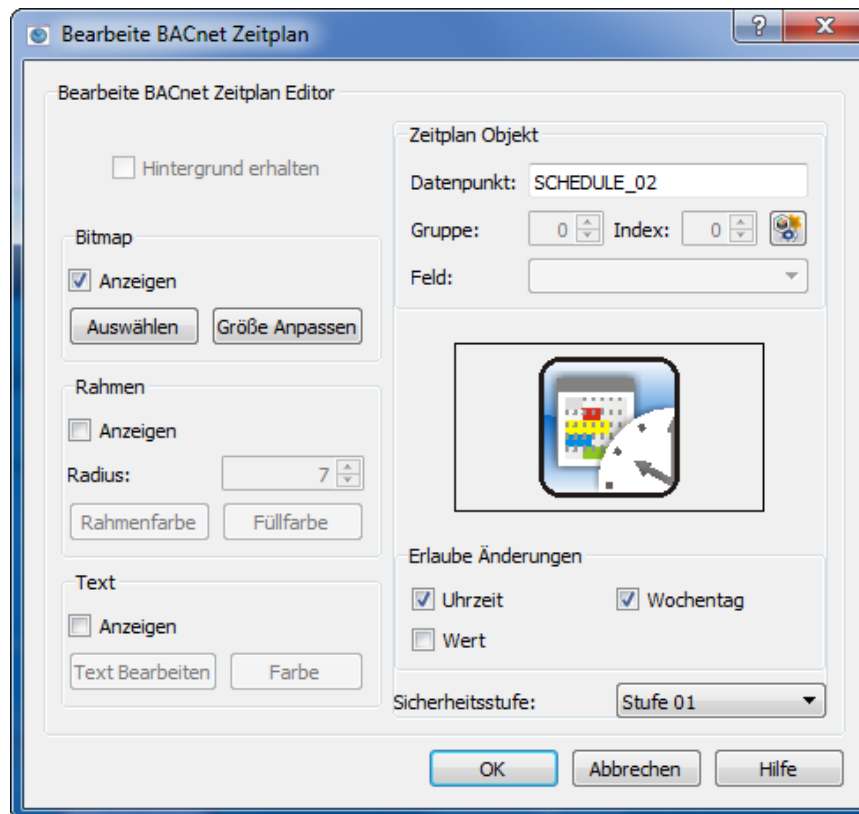 Bearbeite BACnet Zeitplan
?
X
Bearbeite BACnet Zeitplan Editor
Hintergrund erhalten
Bitmap
Anzeigen
Auswählen
Größe Anpassen
Rahmen
Anzeigen
Radius: 7
Rahmenfarbe
Füllfarbe
Text
Anzeigen
Text Bearbeiten
Farbe
Zeitplan Objekt
Datenpunkt: SCHEDULE_02
Gruppe: 0 Index: 0
Feld:
Erlaube Änderungen
Uhrzeit
Wochentag
Wert
Sicherheitsstufe: Stufe 01
OK
Abbrechen
Hilfe